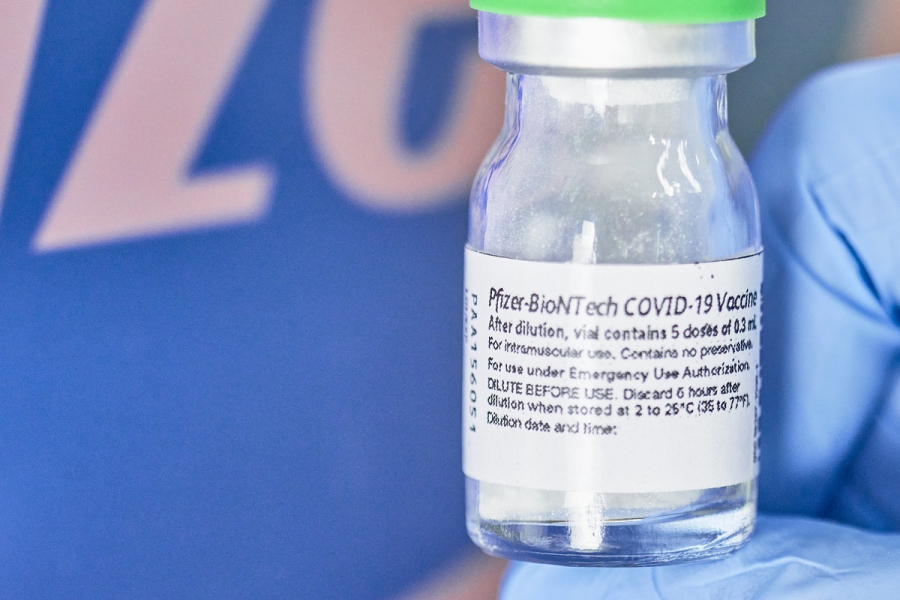 ize
Pfizer-BioNTech COVID-19 Vaccine
After dilution, vial contains 5 doses of 0.3 mL
For intramuscular use. Contains no preservative.
For use under Emergency Use Authorization.
DILUTE BEFORE USE. Discard 6 hours after
dilution when stored at 2 to 25°C (35 to 77°F).
Dilution date and time:
PAA156051